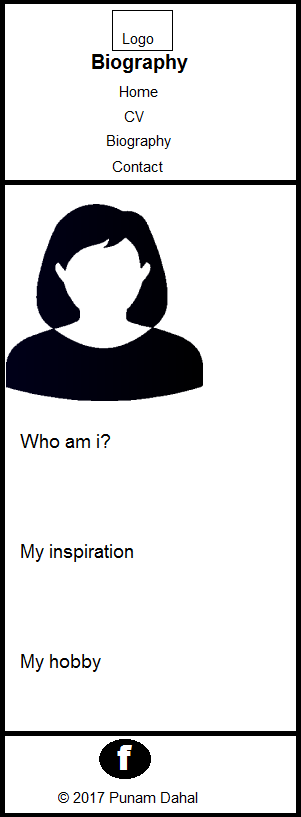 Logo
Biography
Home
CV
Biography
Contact
Who am i?
My inspiration
My hobby
f
© 2017 Punam Dahal